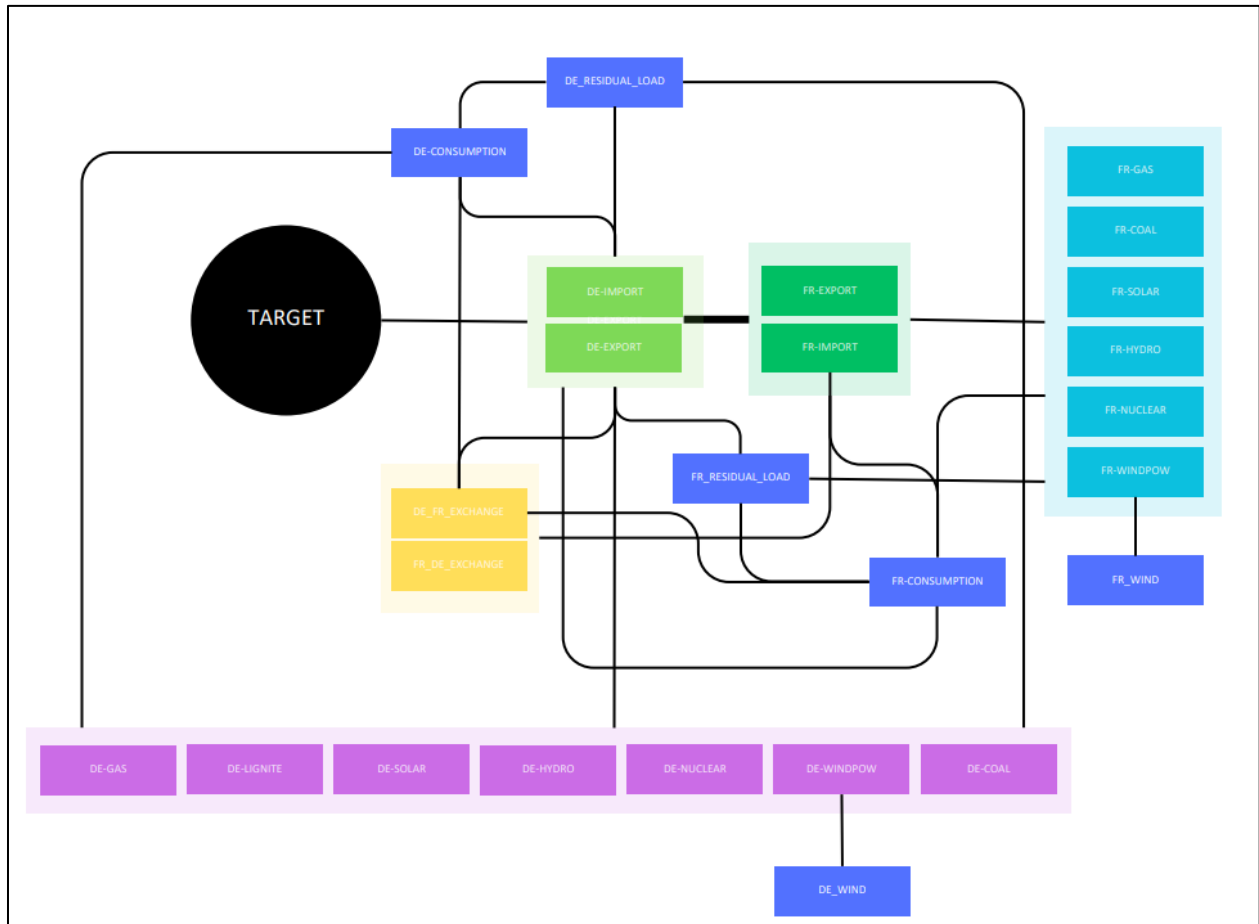 DE_RESIDUAL_LOAD
DE-CONSUMPTION
FR-GAS
FR-COAL
FR-SOLAR
FR-HYDRO
FR-NUCLEAR
FR-WINDPOW
TARGET
DE-IMPORT
DE-EXPORT
FR-EXPORT
FR-IMPORT
FR_RESIDUAL_LOAD
DE_FR_EXCHANGE
FR_DE_EXCHANGE
FR-CONSUMPTION
FR_WIND
DE-GAS
DE-LIGNITE
DE-SOLAR
DE-HYDRO
DE-NUCLEAR
DE-WINDPOW
DE-COAL
DE_WIND